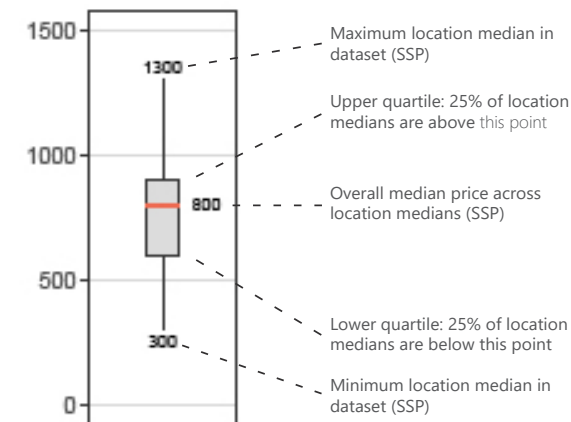 1500
1300
Maximum location median in
dataset (SSP)
Upper quartile: 25% of location
medians are above this point
1000
800
Overall median price across
location medians (SSP)
500
300
Lower quartile: 25% of location
medians are below this point
Minimum location median in
dataset (SSP)
0